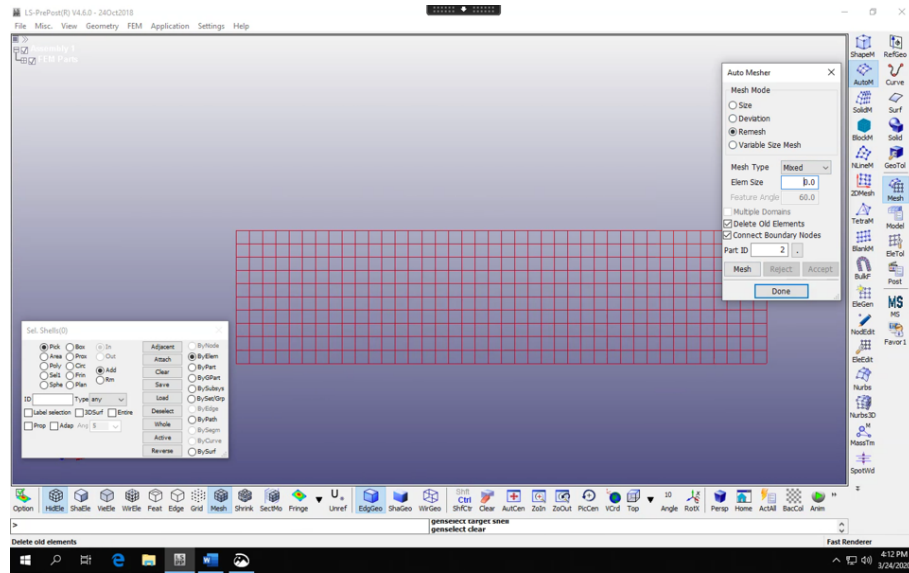 LS-PrePost(R) V4.6.0 - 24Oct2018
File Misc. View Geometry FEM Application Settings Help
Assembly 1
FEM Parts
Auto Mesher
Mesh Mode
Size
Deviation
Remesh
Variable Size Mesh
Mesh Type Mixed
Elem Size 0.0
Feature Angle 60.0
Multiple Domains
Delete Old Elements
Connect Boundary Nodes
Part ID 2 .
Mesh Reject Accept
Done
ShapeM RefGeo
AutoM Curve
SolidM Surf
BlockM Solid
NLineM GeoTol
2DMesh Mesh
TetraM Model
BlankM EleTol
BulkF Post
EleGen MS
MS
NodEdit Favor1
EleEdit
Nurbs
Nurbs3D
MassTm
SpotWd
Sel. Shells(0)
Pick Box In Adjacent ByNode
Area Prox Out Attach ByElem
Poly Circ Add Clear ByPart
Sel1 Frin Rm ByGPart
Sphe Plan Save BySubsys
ID Type any Load BySet/Grp
Label selection 3DSurf Entire Deselect ByEdge
Prop Adap Ang 5 Whole ByPath
BySegm
Active ByCurve
Reverse BySurf
Option HidEle ShaEle VieEle WirEle Feat Edge Grid Mesh Shrink SectMo Fringe Unref EdgGeo ShaGeo WirGeo Shft Ctrl ShfCtr Clear AutCen ZoIn ZoOut PicCen VCrd Top 10 Angle RotX Persp Home ActAll BacCol Anim
>
genselect target shell
genselect clear
Delete old elements Fast Renderer
4:12 PM
3/24/2020